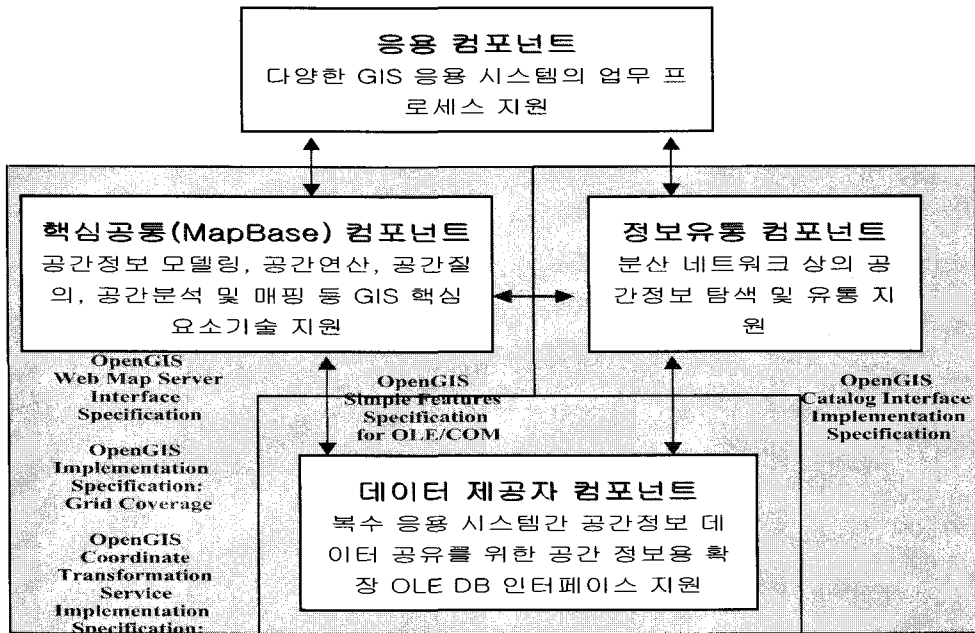 응용 컴포넌트
다양한 GIS 응용 시스템의 업무 프
로세스 지원
핵심공통(MapBase) 컴포넌트
공간정보 모델링, 공간연산, 공간질
의, 공간분석 및 매핑 등 GIS 핵심
요소기술 지원
정보유통 컴포넌트
분산 네트워크 상의 공
간정보 탐색 및 유통 지
원
OpenGIS
Web Map Server
Interface
Specification
OpenGIS
Implementation
Specification:
Grid Coverage
OpenGIS
Coordinate
Transformation
Service
Implementation
Specification:
OpenGIS
Simple Features
Specification
for OLE/COM
OpenGIS
Catalog Interface
Implementation
Specification
데이터 제공자 컴포넌트
복수 응용 시스템간 공간정보 데
이터 공유를 위한 공간 정보용 확
장 OLE DB 인터페이스 지원